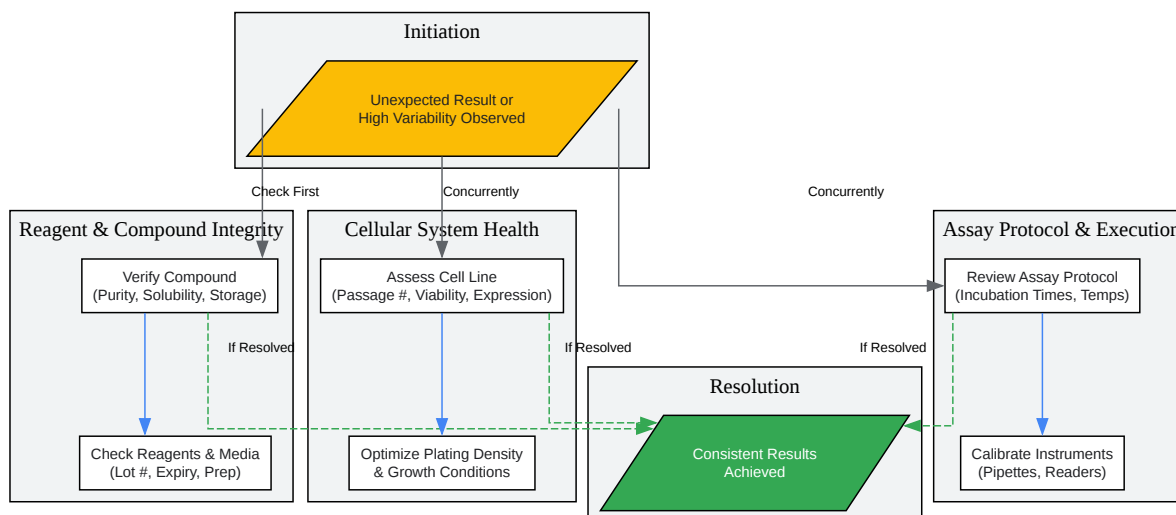 Initiation
Unexpected Result or
High Variability Observed
Check First
Concurrently
Concurrently
Reagent & Compound Integrity
Verify Compound
(Purity, Solubility, Storage)
If Resolved
Check Reagents & Media
(Lot #, Expiry, Prep)
Cellular System Health
Assess Cell Line
(Passage #, Viability, Expression)
If Resolved
Optimize Plating Density
& Growth Conditions
Assay Protocol & Execution
Review Assay Protocol
(Incubation Times, Temps)
If Resolved
Calibrate Instruments
(Pipettes, Readers)
Resolution
Consistent Results
Achieved